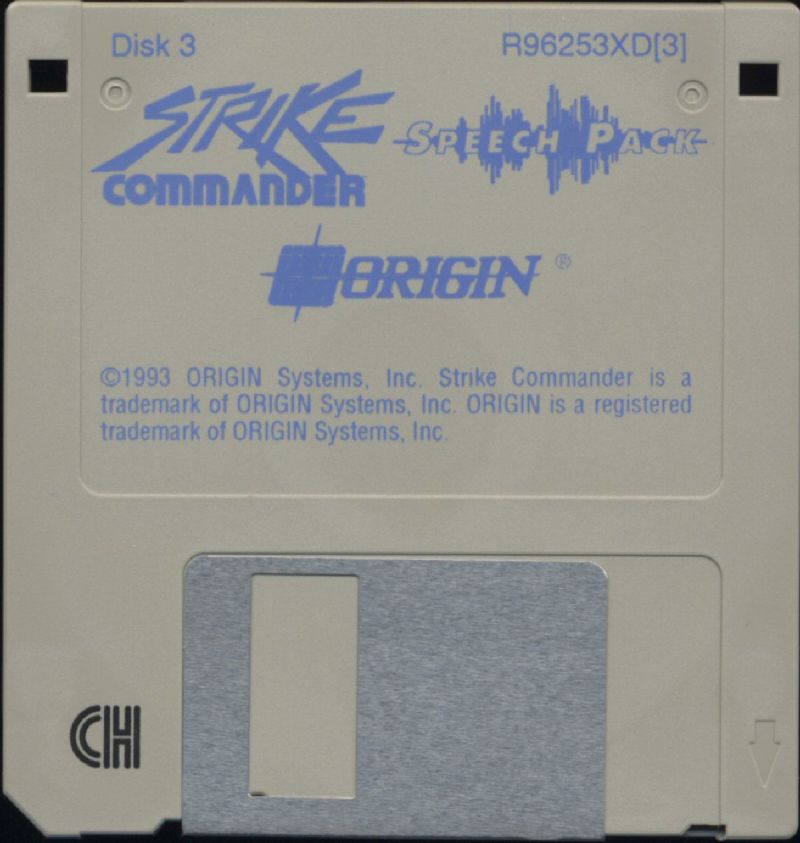 Disk 3
R96253XD[3]
STRIKE
COMMANDER
SPEECH PACK
ORIGIN ®
©1993 ORIGIN Systems, Inc. Strike Commander is a
trademark of ORIGIN Systems, Inc. ORIGIN is a registered
trademark of ORIGIN Systems, Inc.
CH